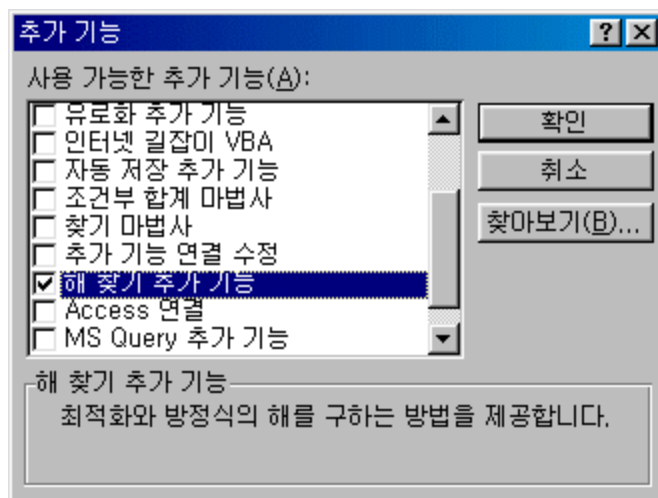 추가 기능
사용 가능한 추가 기능(A):
유로화 추가 기능
인터넷 길잡이 VBA
자동 저장 추가 기능
조건부 합계 마법사
찾기 마법사
추가 기능 연결 수정
해 찾기 추가 기능
Access 연결
MS Query 추가 기능
확인
취소
찾아보기(B)...
해 찾기 추가 기능
최적화와 방정식의 해를 구하는 방법을 제공합니다.